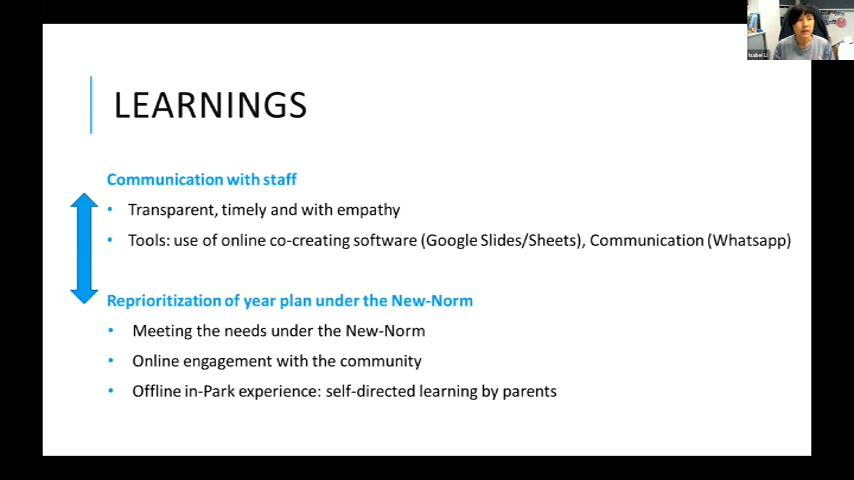 Isabel Li
LEARNINGS
Communication with staff
• Transparent, timely and with empathy
• Tools: use of online co-creating software (Google Slides/Sheets), Communication (Whatsapp)
Reprioritization of year plan under the New-Norm
• Meeting the needs under the New-Norm
• Online engagement with the community
• Offline in-Park experience: self-directed learning by parents